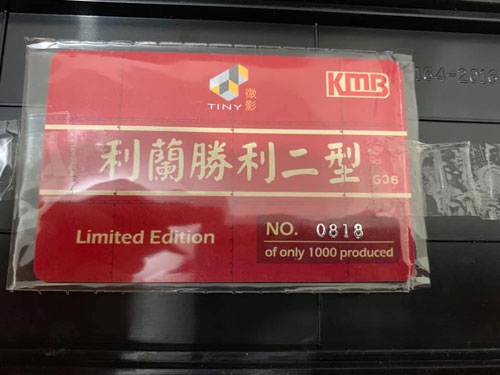 TINY 微影
KMB
利蘭勝利二型
G36
Limited Edition
NO. 0818
of only 1000 produced